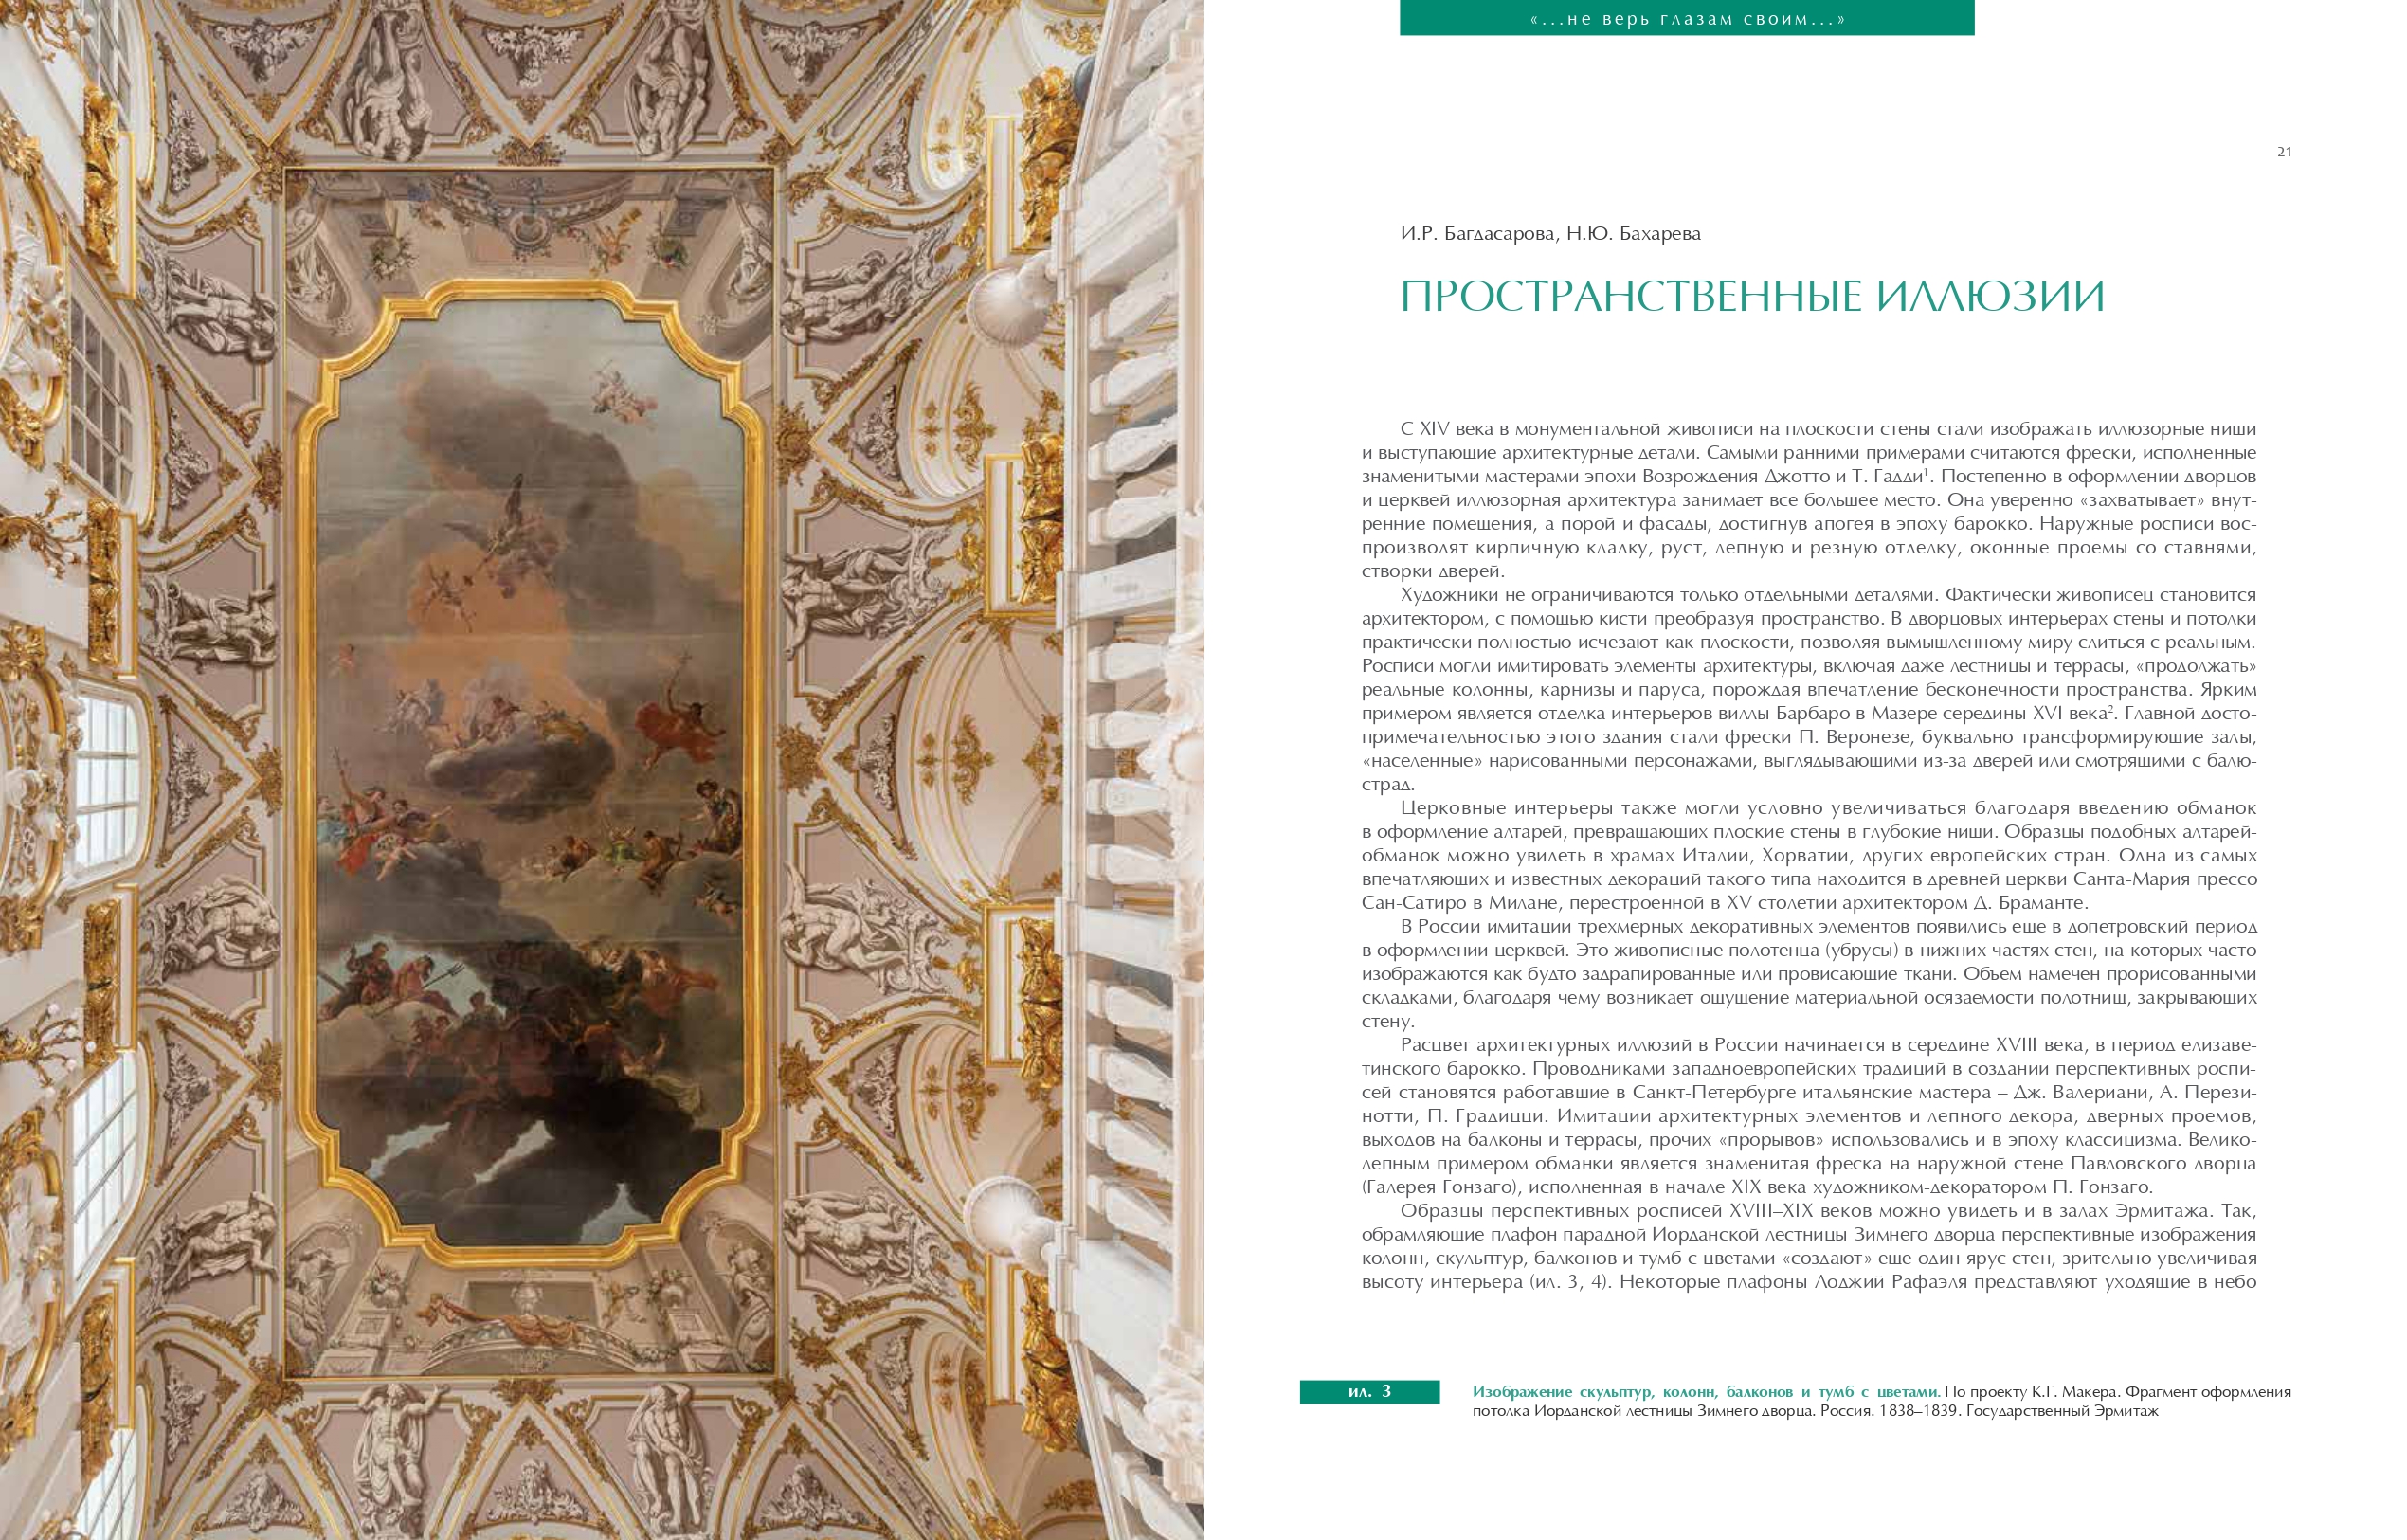 «...не верь глазам своим...»
21
И.Р. Багдасарова, Н.Ю. Бахарева
ПРОСТРАНСТВЕННЫЕ ИЛЛЮЗИИ
С XIV века в монументальной живописи на плоскости стены стали изображать иллюзорные ниши
и выступающие архитектурные детали. Самыми ранними примерами считаются фрески, исполненные
знаменитыми мастерами эпохи Возрождения Джотто и Т. Гадди¹. Постепенно в оформлении дворцов
и церквей иллюзорная архитектура занимает все большее место. Она уверенно «захватывает» внут-
ренние помещения, а порой и фасады, достигнув апогея в эпоху барокко. Наружные росписи вос-
производят кирпичную кладку, руст, лепную и резную отделку, оконные проемы со ставнями,
створки дверей.
Художники не ограничиваются только отдельными деталями. Фактически живописец становится
архитектором, с помощью кисти преобразуя пространство. В дворцовых интерьерах стены и потолки
практически полностью исчезают как плоскости, позволяя вымышленному миру слиться с реальным.
Росписи могли имитировать элементы архитектуры, включая даже лестницы и террасы, «продолжать»
реальные колонны, карнизы и паруса, порождая впечатление бесконечности пространства. Ярким
примером является отделка интерьеров виллы Барбаро в Мазере середины XVI века². Главной досто-
примечательностью этого здания стали фрески П. Веронезе, буквально трансформирующие залы,
«населенные» нарисованными персонажами, выглядывающими из-за дверей или смотрящими с балю-
страд.
Церковные интерьеры также могли условно увеличиваться благодаря введению обманок
в оформление алтарей, превращающих плоские стены в глубокие ниши. Образцы подобных алтарей-
обманок можно увидеть в храмах Италии, Хорватии, других европейских стран. Одна из самых
впечатляющих и известных декораций такого типа находится в древней церкви Санта-Мария прессо
Сан-Сатиро в Милане, перестроенной в XV столетии архитектором Д. Браманте.
В России имитации трехмерных декоративных элементов появились еще в допетровский период
в оформлении церквей. Это живописные полотенца (убрусы) в нижних частях стен, на которых часто
изображаются как будто задрапированные или провисающие ткани. Объем намечен прорисованными
складками, благодаря чему возникает ощущение материальной осязаемости полотнищ, закрывающих
стену.
Расцвет архитектурных иллюзий в России начинается в середине XVIII века, в период елизаве-
тинского барокко. Проводниками западноевропейских традиций в создании перспективных роспи-
сей становятся работавшие в Санкт-Петербурге итальянские мастера – Дж. Валериани, А. Перези-
нотти, П. Градицци. Имитации архитектурных элементов и лепного декора, дверных проемов,
выходов на балконы и террасы, прочих «прорывов» использовались и в эпоху классицизма. Велико-
лепным примером обманки является знаменитая фреска на наружной стене Павловского дворца
(Галерея Гонзаго), исполненная в начале XIX века художником-декоратором П. Гонзаго.
Образцы перспективных росписей XVIII–XIX веков можно увидеть и в залах Эрмитажа. Так,
обрамляющие плафон парадной Иорданской лестницы Зимнего дворца перспективные изображения
колонн, скульптур, балконов и тумб с цветами «создают» еще один ярус стен, зрительно увеличивая
высоту интерьера (ил. 3, 4). Некоторые плафоны Лоджий Рафаэля представляют уходящие в небо
ил. 3
Изображение скульптур, колонн, балконов и тумб с цветами. По проекту К.Г. Макера. Фрагмент оформления
потолка Иорданской лестницы Зимнего дворца. Россия. 1838–1839. Государственный Эрмитаж